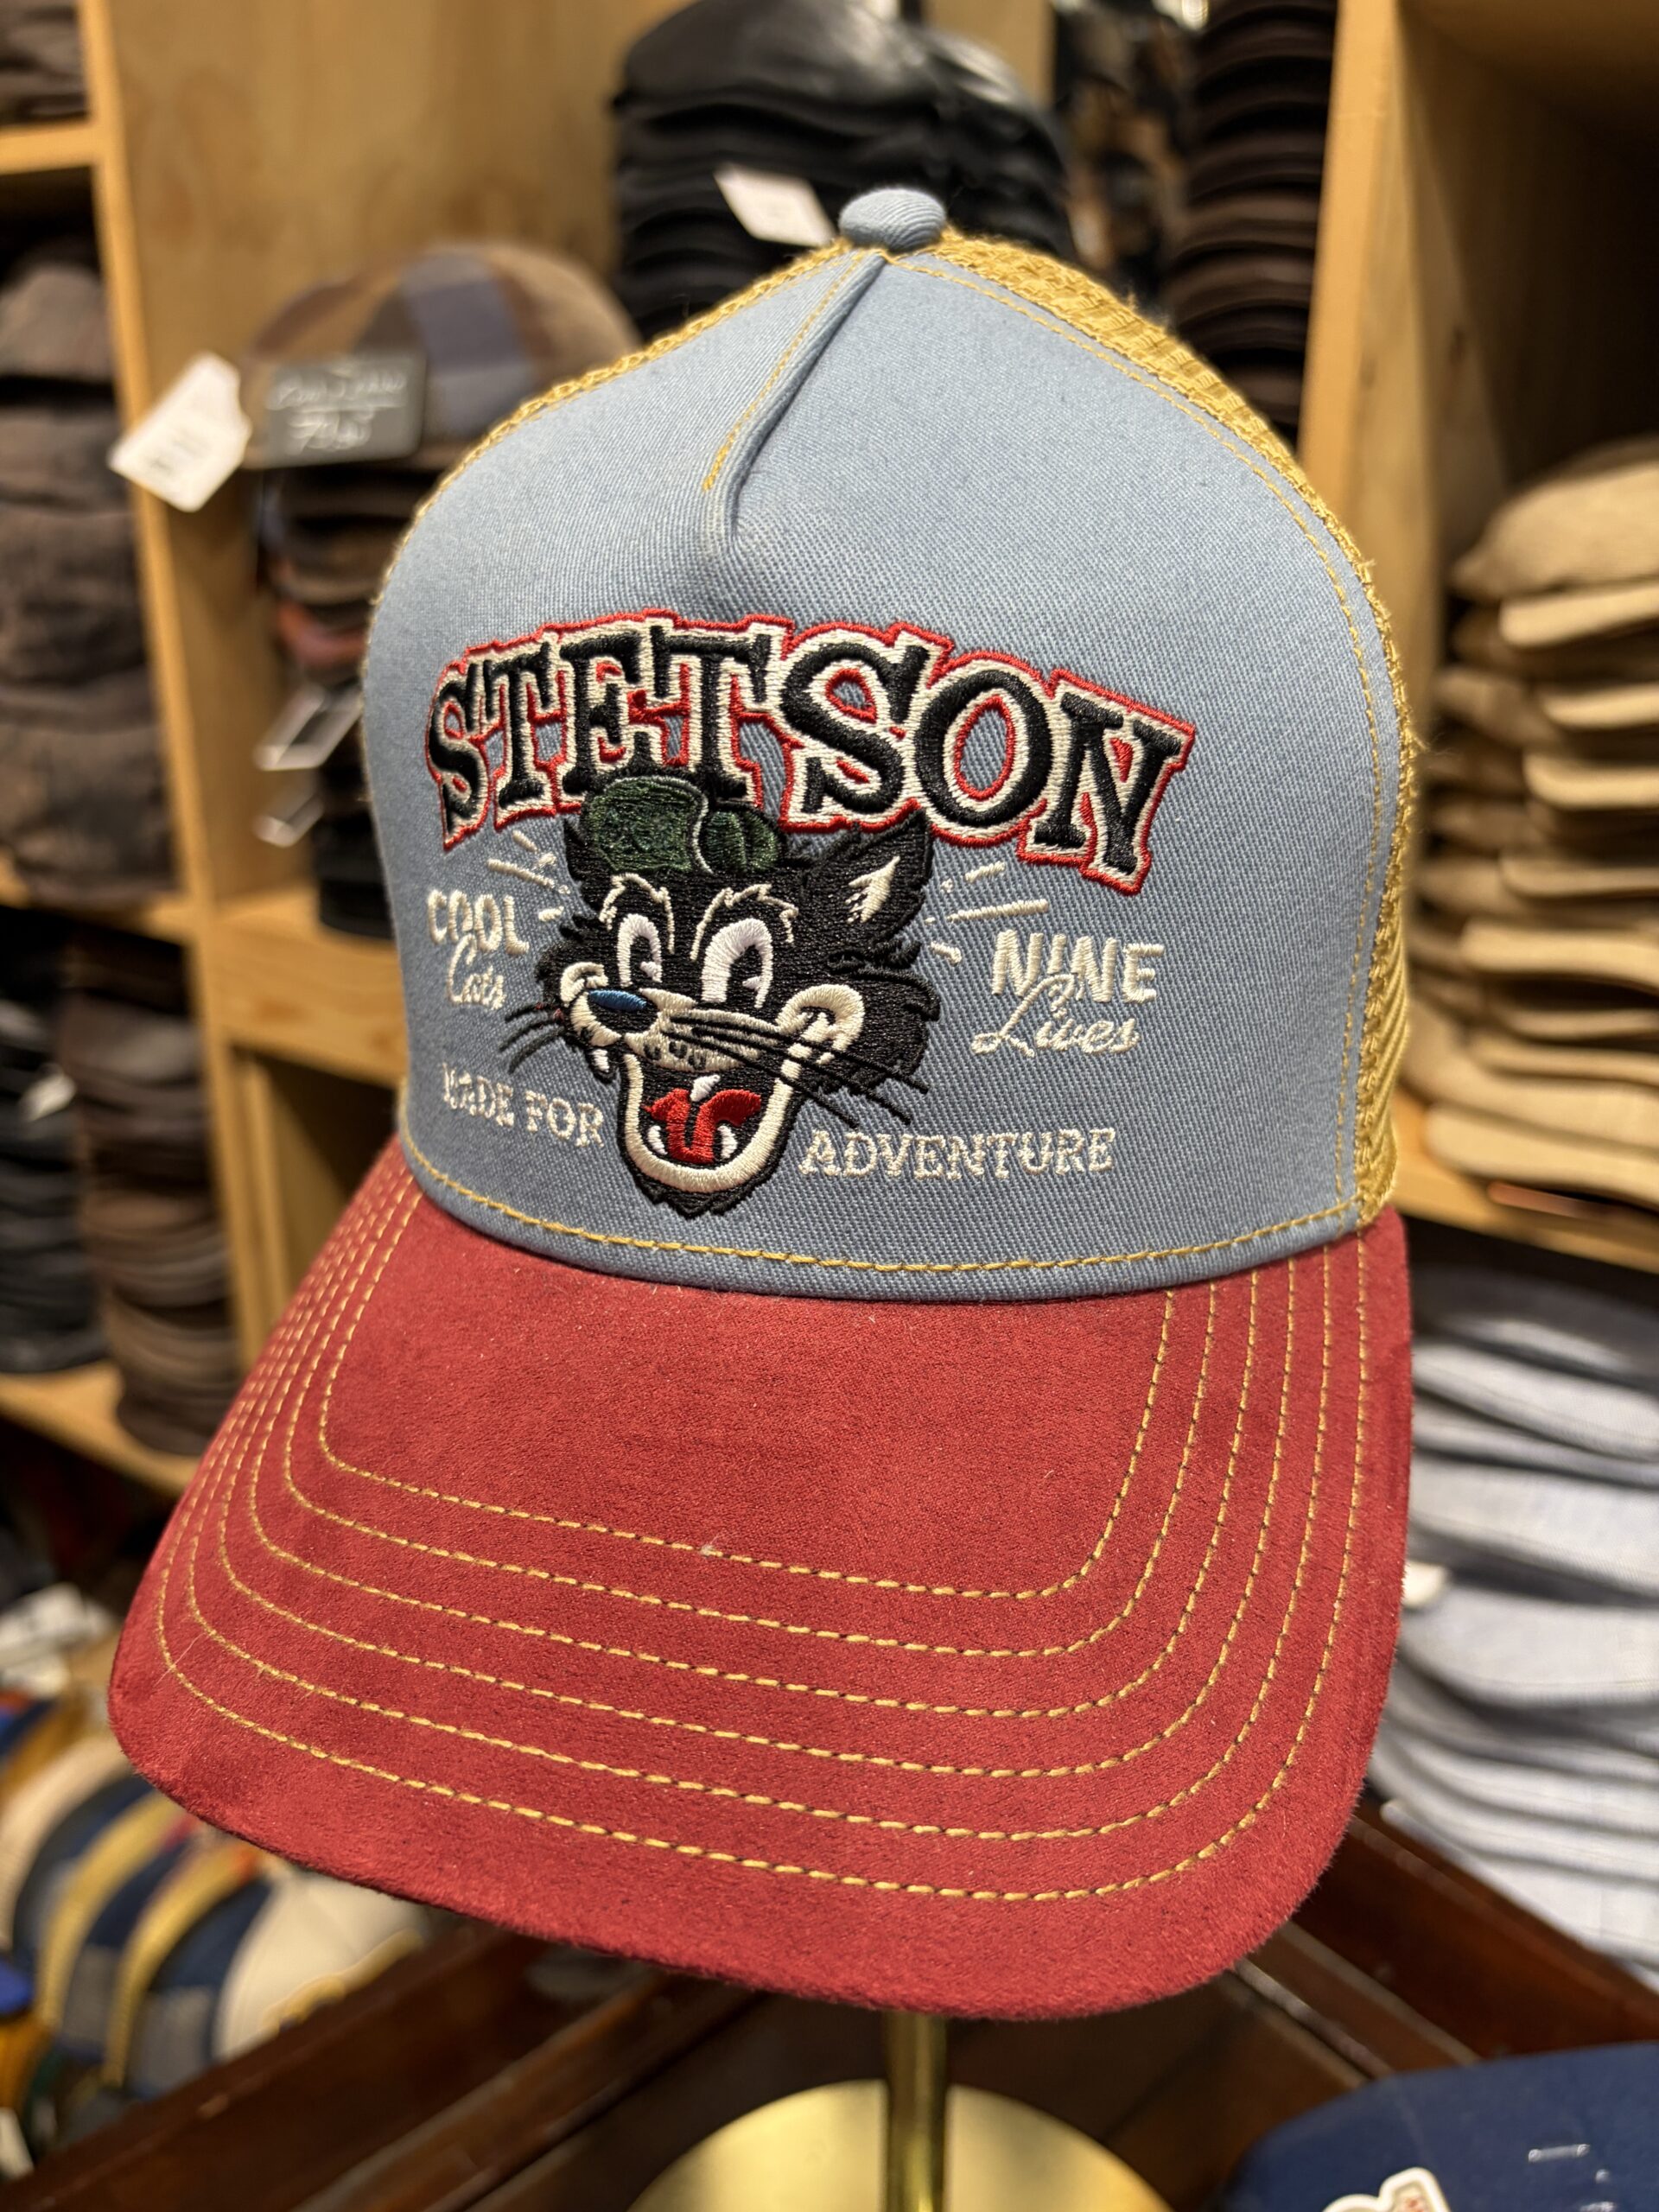 STETSON
COOL
Cats
NINE
Lives
MADE FOR
ADVENTURE